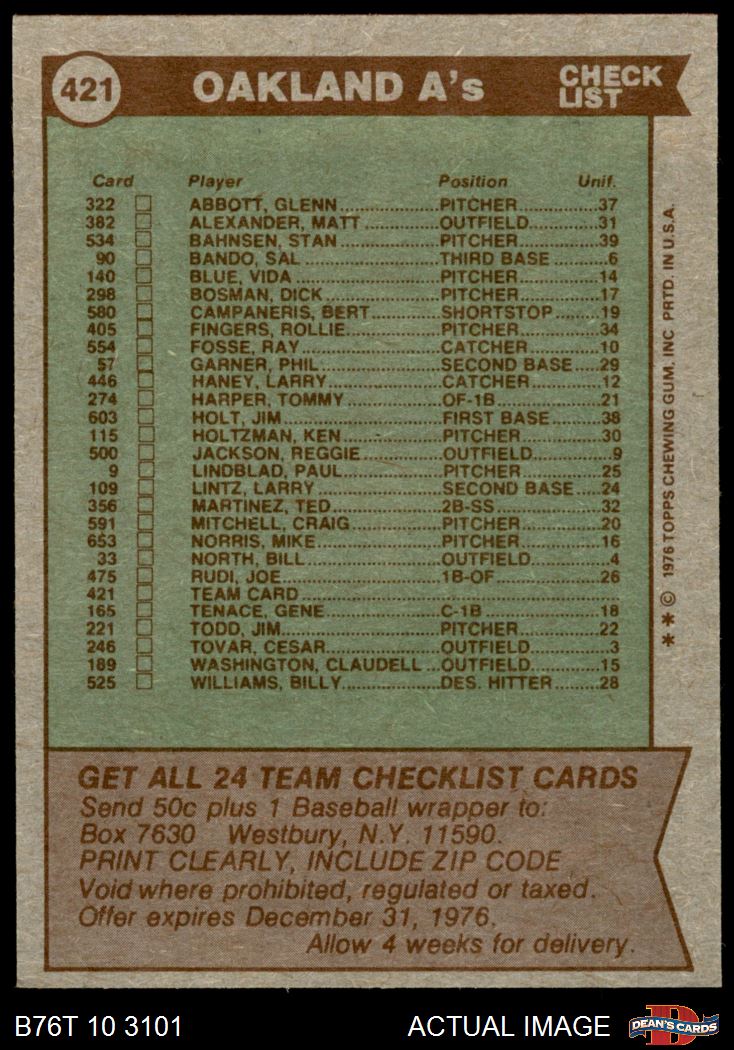 421 OAKLAND A's CHECK LIST
Card Player Position Unif.
322 ABBOTT, GLENN PITCHER 37
382 ALEXANDER, MATT OUTFIELD 31
534 BAHNSEN, STAN PITCHER 39
90 BANDO, SAL THIRD BASE 6
140 BLUE, VIDA PITCHER 14
298 BOSMAN, DICK PITCHER 17
580 CAMPANERIS, BERT SHORTSTOP 19
405 FINGERS, ROLLIE PITCHER 34
554 FOSSE, RAY CATCHER 10
57 GARNER, PHIL SECOND BASE 29
446 HANEY, LARRY CATCHER 12
274 HARPER, TOMMY OF-1B 21
603 HOLT, JIM FIRST BASE 38
115 HOLTZMAN, KEN PITCHER 30
500 JACKSON, REGGIE OUTFIELD 9
9 LINDBLAD, PAUL PITCHER 25
109 LINTZ, LARRY SECOND BASE 24
356 MARTINEZ, TED 2B-SS 32
591 MITCHELL, CRAIG PITCHER 20
653 NORRIS, MIKE PITCHER 16
33 NORTH, BILL OUTFIELD 4
475 RUDI, JOE 1B-OF 26
421 TEAM CARD
165 TENACE, GENE C-1B 18
221 TODD, JIM PITCHER 22
246 TOVAR, CESAR OUTFIELD 3
189 WASHINGTON, CLAUDELL OUTFIELD 15
525 WILLIAMS, BILLY DES. HITTER 28
* * © 1976 TOPPS CHEWING GUM, INC PRTD. IN U.S.A.
GET ALL 24 TEAM CHECKLIST CARDS
Send 50c plus 1 Baseball wrapper to:
Box 7630 Westbury, N.Y. 11590.
PRINT CLEARLY, INCLUDE ZIP CODE
Void where prohibited, regulated or taxed.
Offer expires December 31, 1976.
Allow 4 weeks for delivery.
B76T 10 3101 ACTUAL IMAGE DEAN'S CARDS